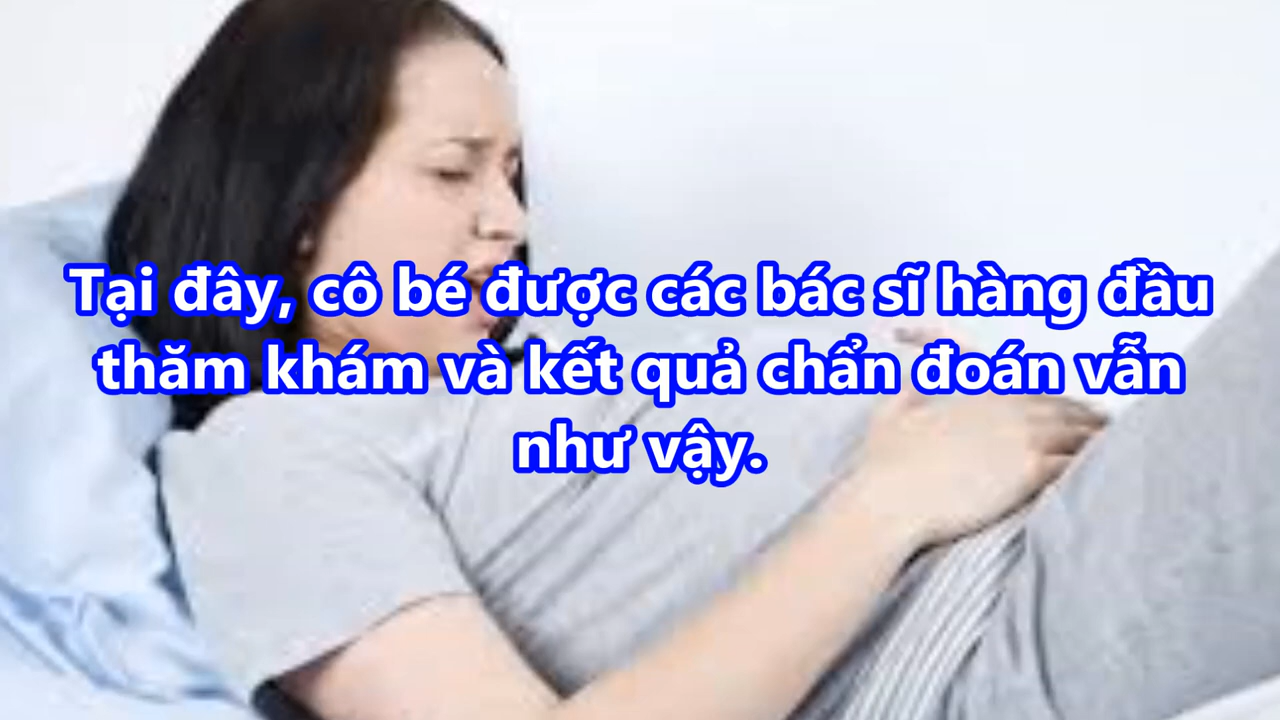 Tại đây, cô bé được các bác sĩ hàng đầu
thăm khám và kết quả chẩn đoán vẫn
như vậy.